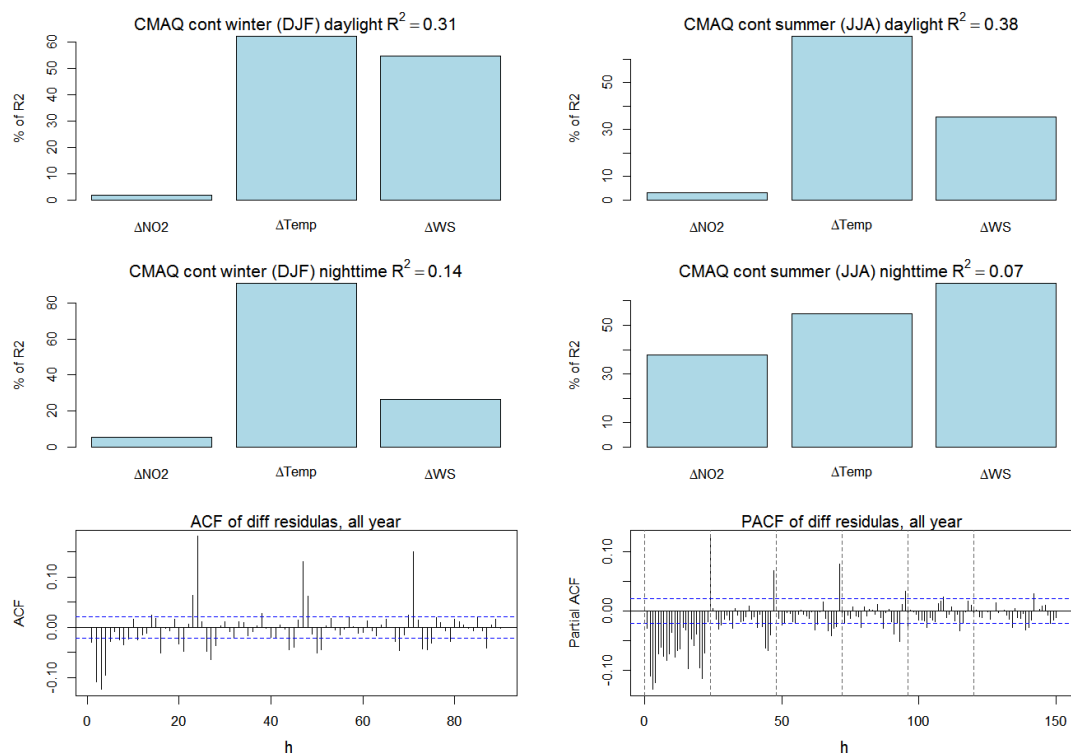 CMAQ cont winter (DJF) daylight R² = 0.31
% of R2
0 10 20 30 40 50 60
ΔNO2 ΔTemp ΔWS
CMAQ cont summer (JJA) daylight R² = 0.38
% of R2
0 10 30 50
ΔNO2 ΔTemp ΔWS
CMAQ cont winter (DJF) nighttime R² = 0.14
% of R2
0 20 40 60 80
ΔNO2 ΔTemp ΔWS
CMAQ cont summer (JJA) nighttime R² = 0.07
% of R2
0 10 30 50
ΔNO2 ΔTemp ΔWS
ACF of diff residulas, all year
ACF
-0.10 0.00 0.10
0 20 40 60 80
h
PACF of diff residulas, all year
Partial ACF
-0.10 0.00 0.10
0 50 100 150
h